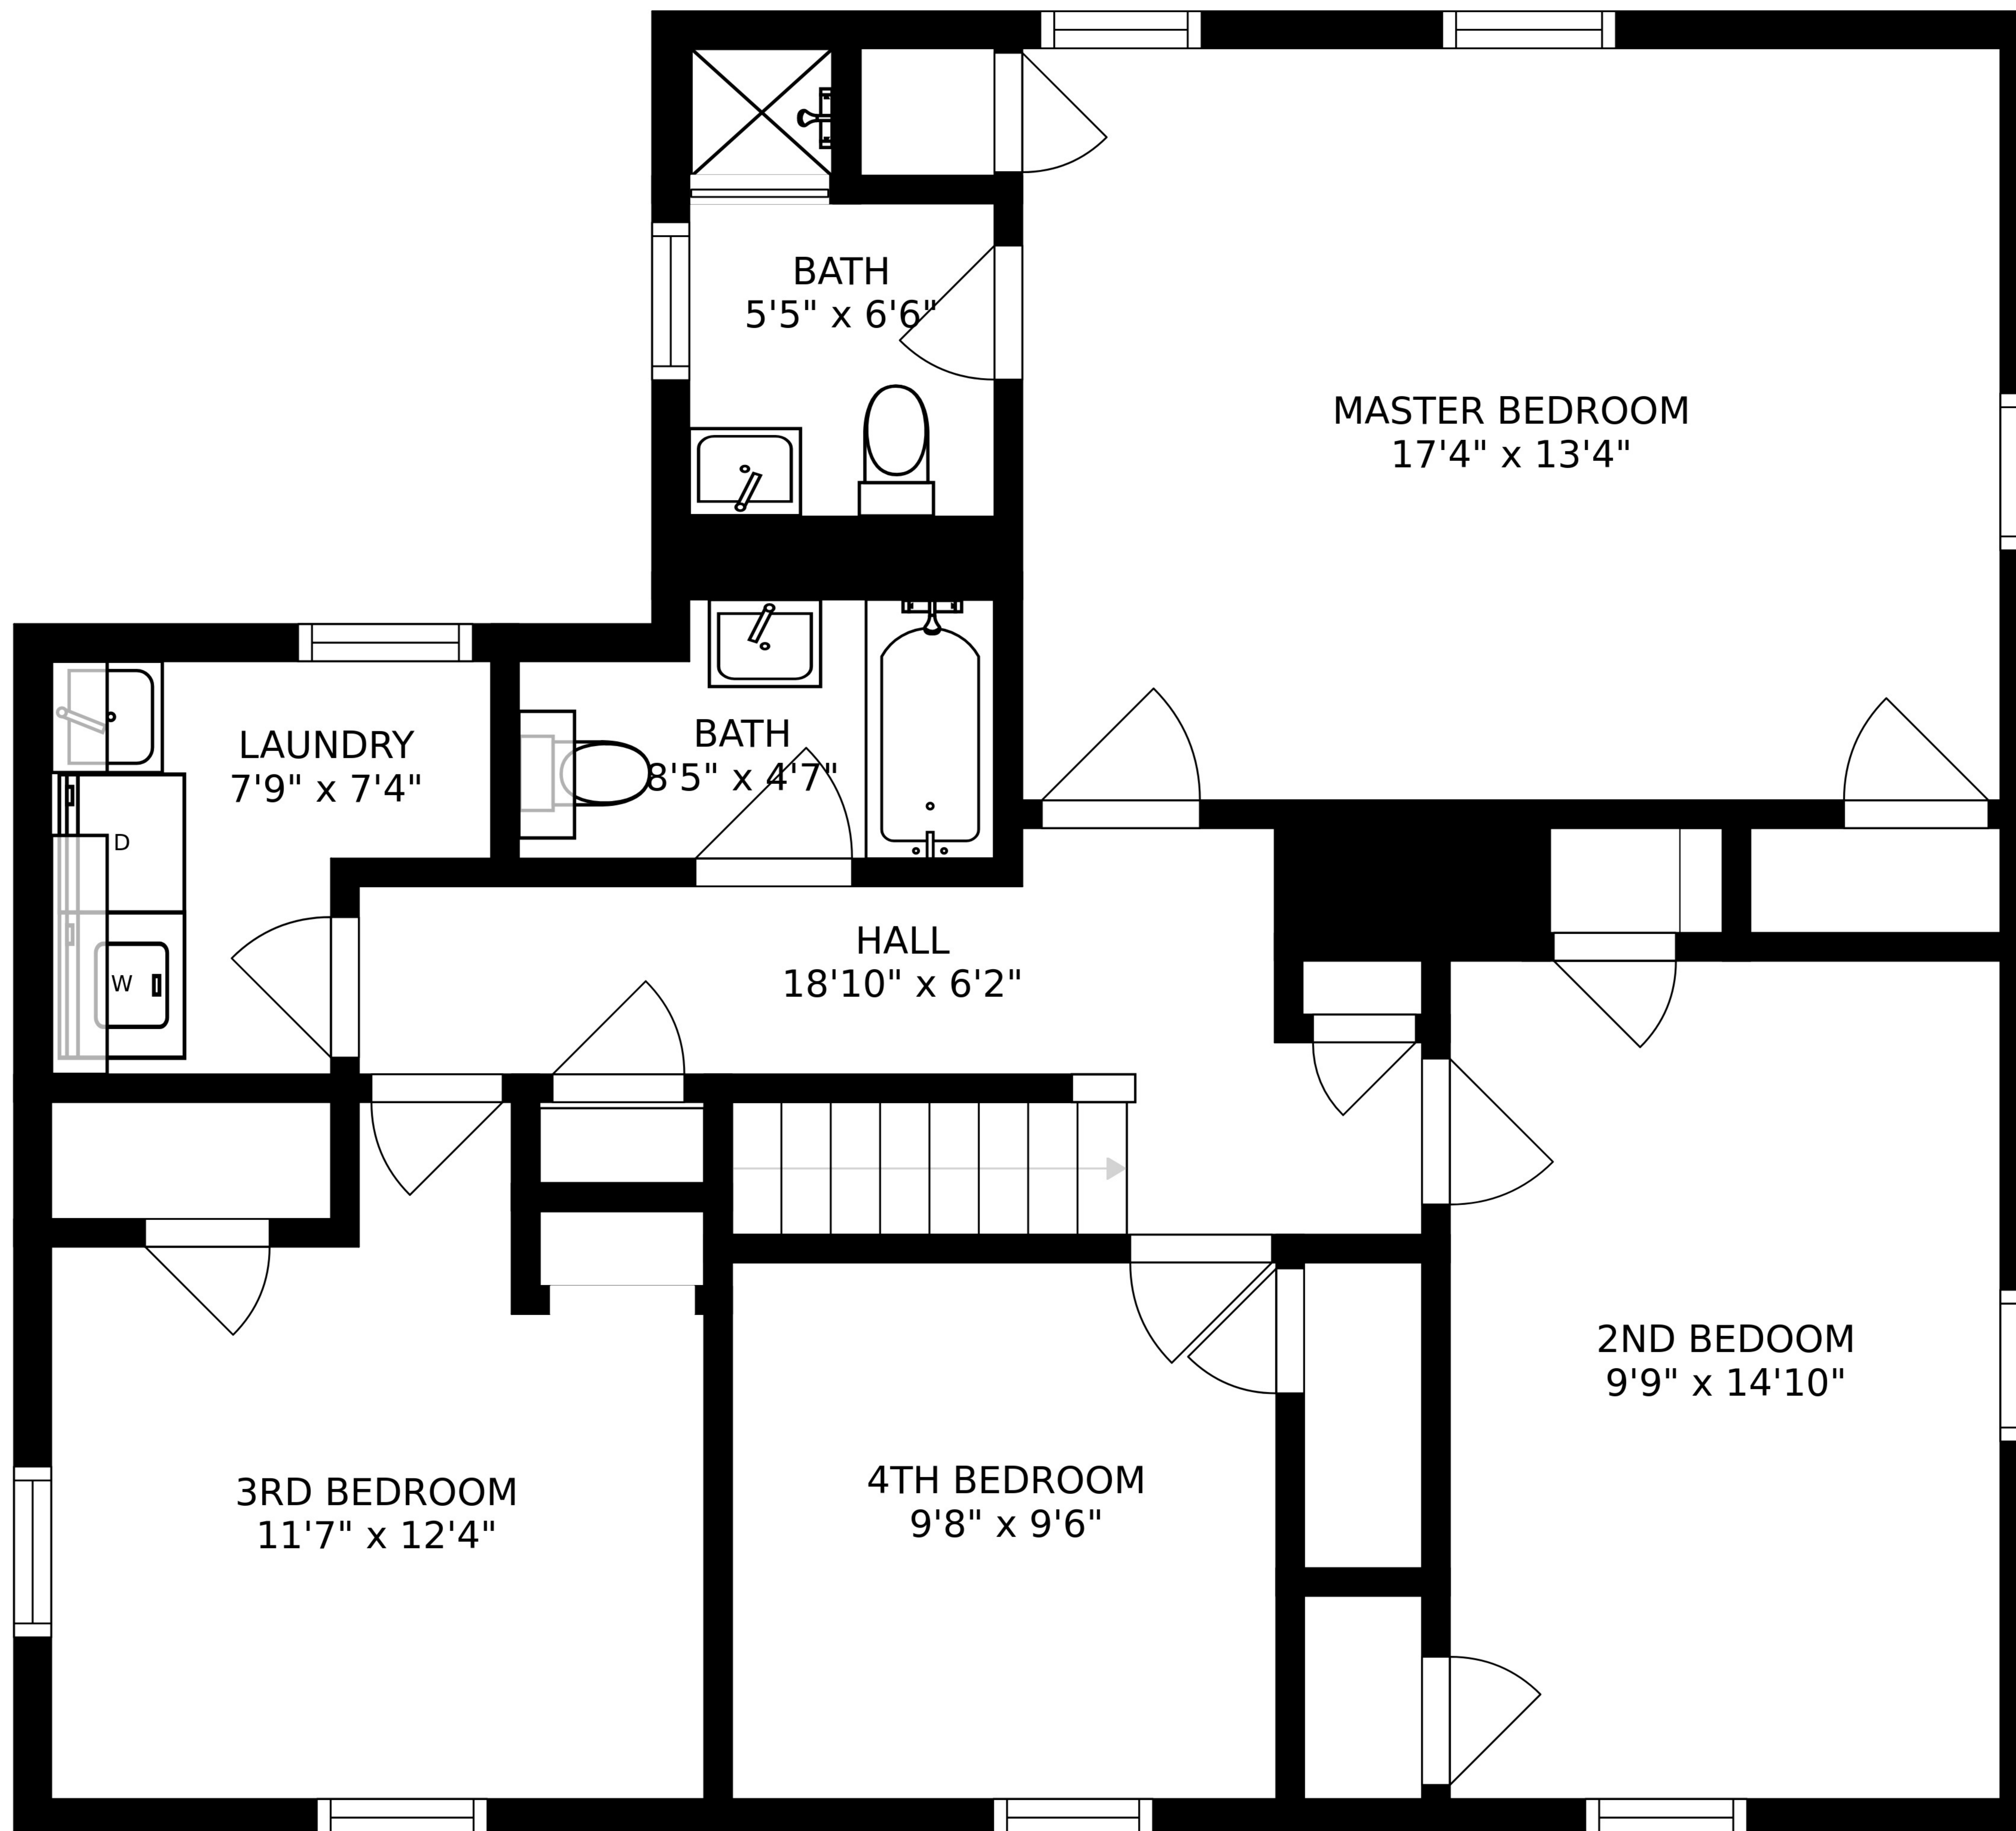 BATH
5'5" x 6'6"
MASTER BEDROOM
17'4" x 13'4"
LAUNDRY
7'9" x 7'4"
BATH
8'5" x 4'7"
D
W
HALL
18'10" x 6'2"
2ND BEDOOM
9'9" x 14'10"
3RD BEDROOM
11'7" x 12'4"
4TH BEDROOM
9'8" x 9'6"